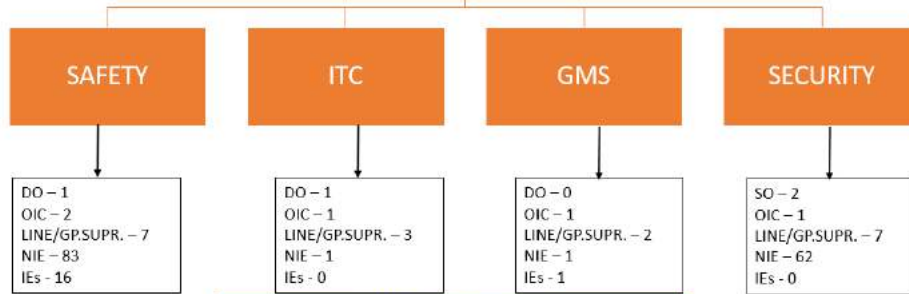 SAFETY
ITC
GMS
SECURITY
DO – 1
OIC – 2
LINE/GP.SUPR. – 7
NIE – 83
IEs - 16
DO – 1
OIC – 1
LINE/GP.SUPR. – 3
NIE – 1
IEs - 0
DO – 0
OIC – 1
LINE/GP.SUPR. – 2
NIE – 1
IEs - 1
SO – 2
OIC – 1
LINE/GP.SUPR. – 7
NIE – 62
IEs - 0